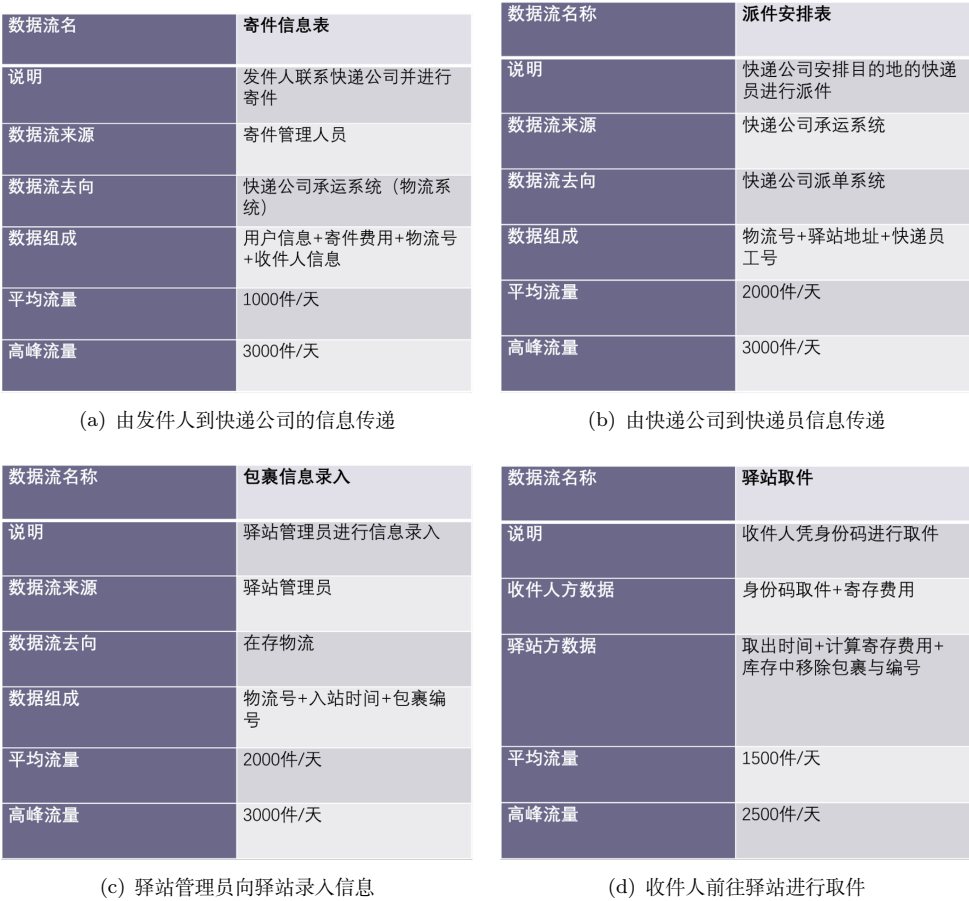 数据流名 寄件信息表
说明 发件人联系快递公司并进行
寄件
数据流来源 寄件管理人员
数据流去向 快递公司承运系统（物流系
统）
数据组成 用户信息+寄件费用+物流号
+收件人信息
平均流量 1000件/天
高峰流量 3000件/天
(a) 由发件人到快递公司的信息传递
数据流名称 派件安排表
说明 快递公司安排目的地的快递
员进行派件
数据流来源 快递公司承运系统
数据流去向 快递公司派单系统
数据组成 物流号+驿站地址+快递员
工号
平均流量 2000件/天
高峰流量 3000件/天
(b) 由快递公司到快递员信息传递
数据流名称 包裹信息录入
说明 驿站管理员进行信息录入
数据流来源 驿站管理员
数据流去向 在存物流
数据组成 物流号+入站时间+包裹编
号
平均流量 2000件/天
高峰流量 3000件/天
(c) 驿站管理员向驿站录入信息
数据流名称 驿站取件
说明 收件人凭身份码进行取件
收件人方数据 身份码取件+寄存费用
驿站方数据 取出时间+计算寄存费用+
库存中移除包裹与编号
平均流量 1500件/天
高峰流量 2500件/天
(d) 收件人前往驿站进行取件